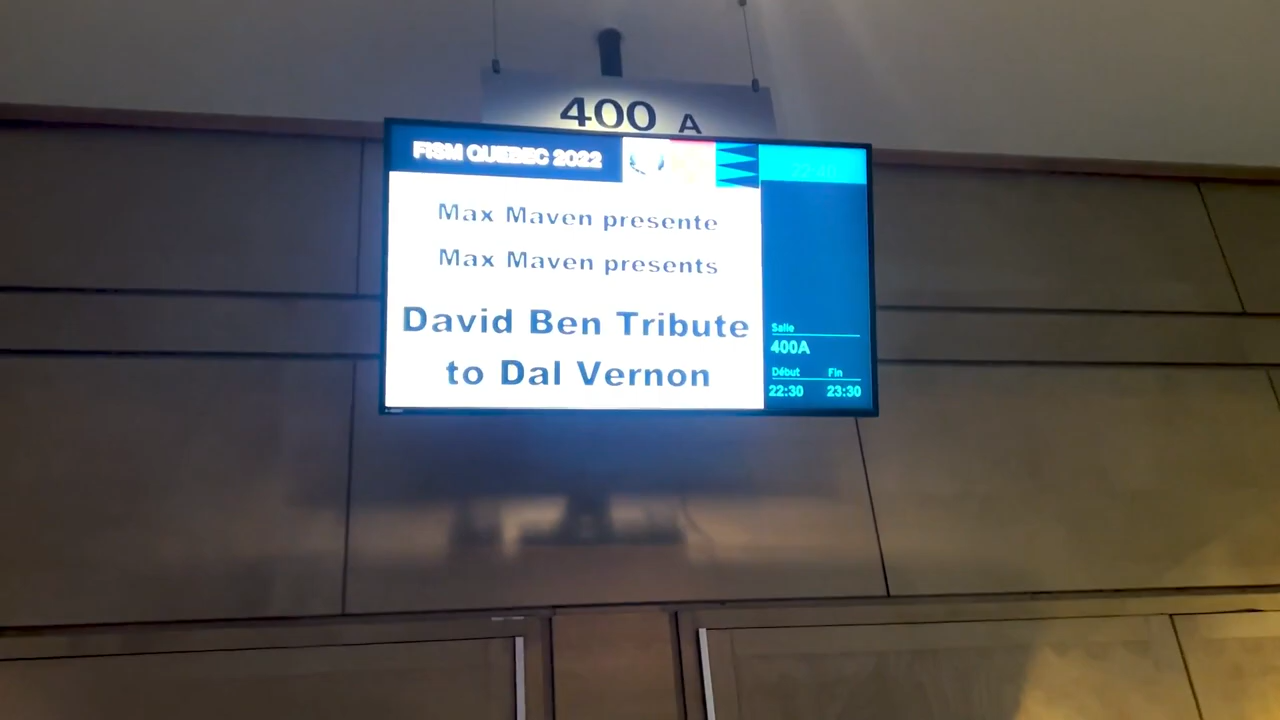 400 A
FISM QUEBEC 2022
Max Maven presente
Max Maven presents
David Ben Tribute
to Dal Vernon
Salle
400A
Début Fin
22:30 23:30